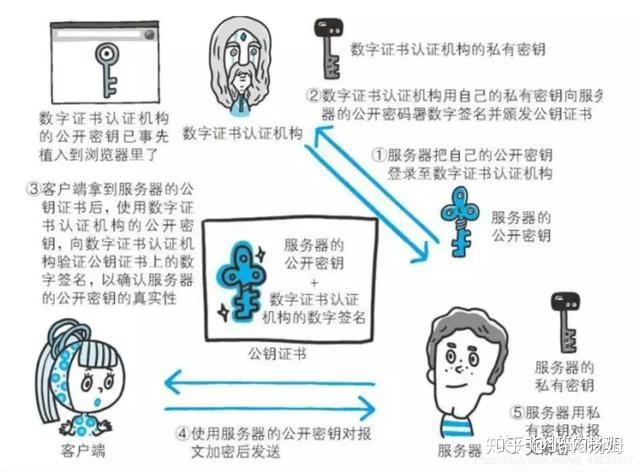 数字证书认证机构的私有密钥
②数字证书认证机构用自己的私有密钥向服务
器的公开密码署数字签名并颁发公钥证书
数字证书认证机构
的公开密钥已事先
植入到浏览器里了
数字证书认证机构
①服务器把自己的公开密钥
登录至数字证书认证机构
③客户端拿到服务器的公
钥证书后，使用数字证
书认证机构的公开密
钥，向数字证书认证机
构验证公钥证书上的数
字签名，以确认服务器
的公开密钥的真实性
服务器的
公开密钥
服务器的
公开密钥
+
数字证书认证
机构的数字签名
公钥证书
服务器的
私有密钥
客户端
④使用服务器的公开密钥对报
文加密后发送
服务器
⑤服务器用私
有密钥对报
知乎